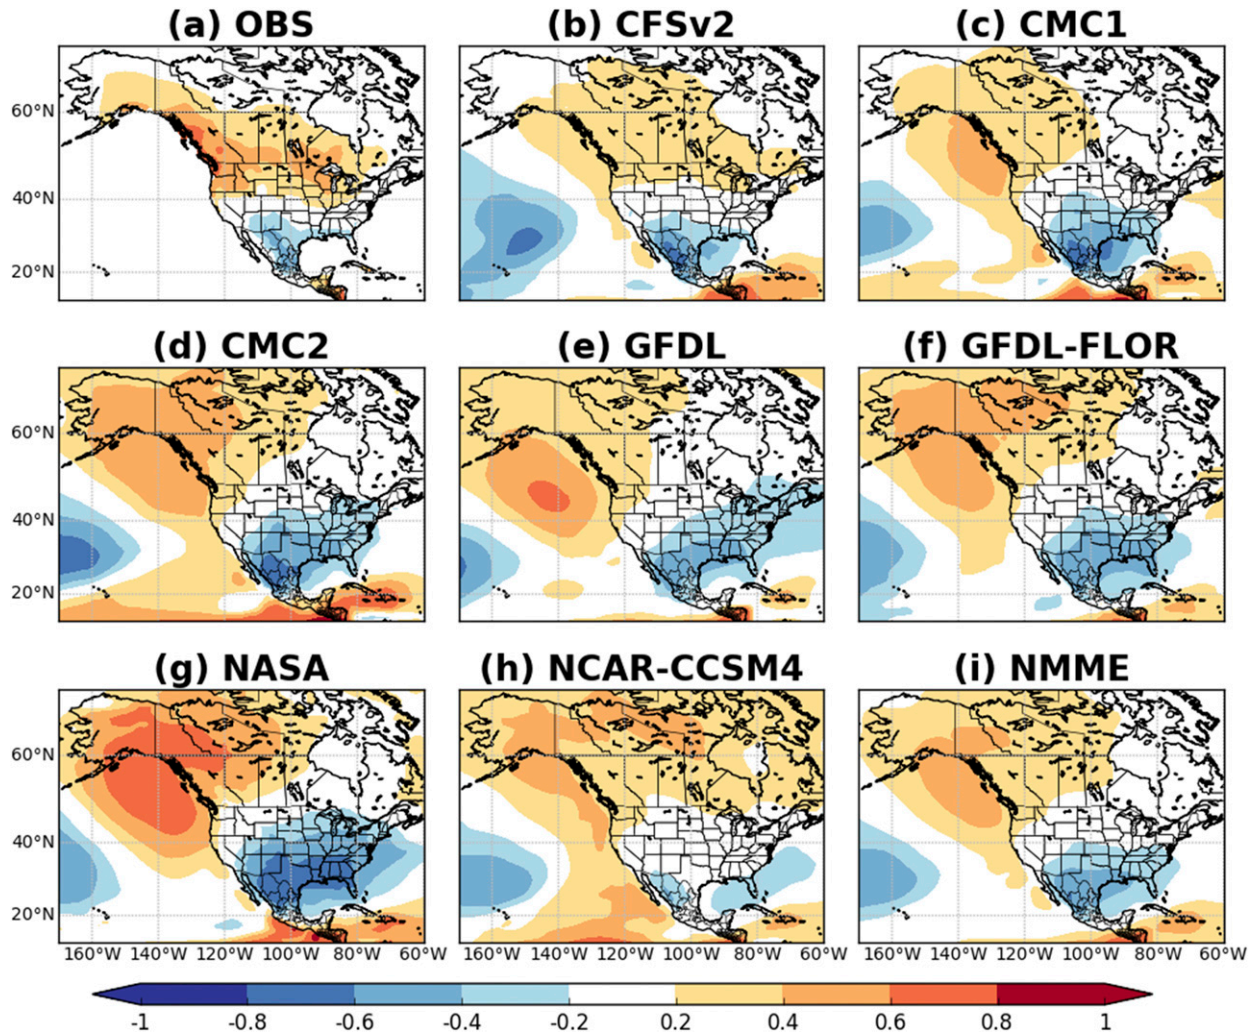 (a) OBS (b) CFSv2 (c) CMC1
60°N
40°N
20°N
(d) CMC2 (e) GFDL (f) GFDL-FLOR
60°N
40°N
20°N
(g) NASA (h) NCAR-CCSM4 (i) NMME
60°N
40°N
20°N
160°W 140°W 120°W 100°W 80°W 60°W 160°W 140°W 120°W 100°W 80°W 60°W 160°W 140°W 120°W 100°W 80°W 60°W
-1 -0.8 -0.6 -0.4 -0.2 0.2 0.4 0.6 0.8 1